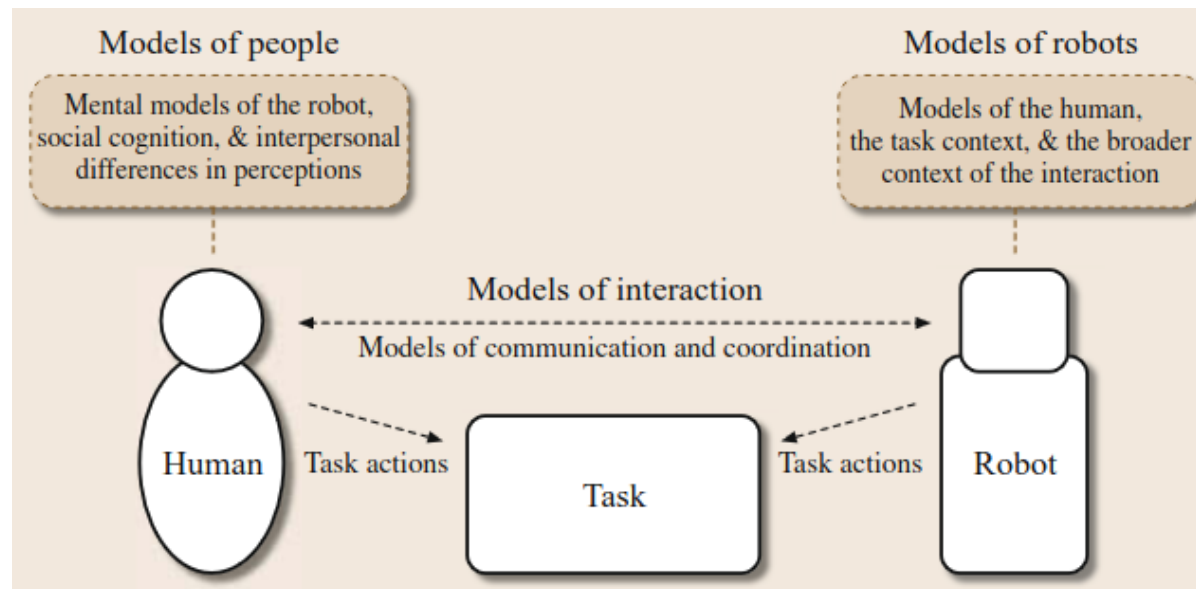 Models of people
Mental models of the robot,
social cognition, & interpersonal
differences in perceptions
Models of robots
Models of the human,
the task context, & the broader
context of the interaction
Models of interaction
Models of communication and coordination
Human
Task actions
Task
Task actions
Robot